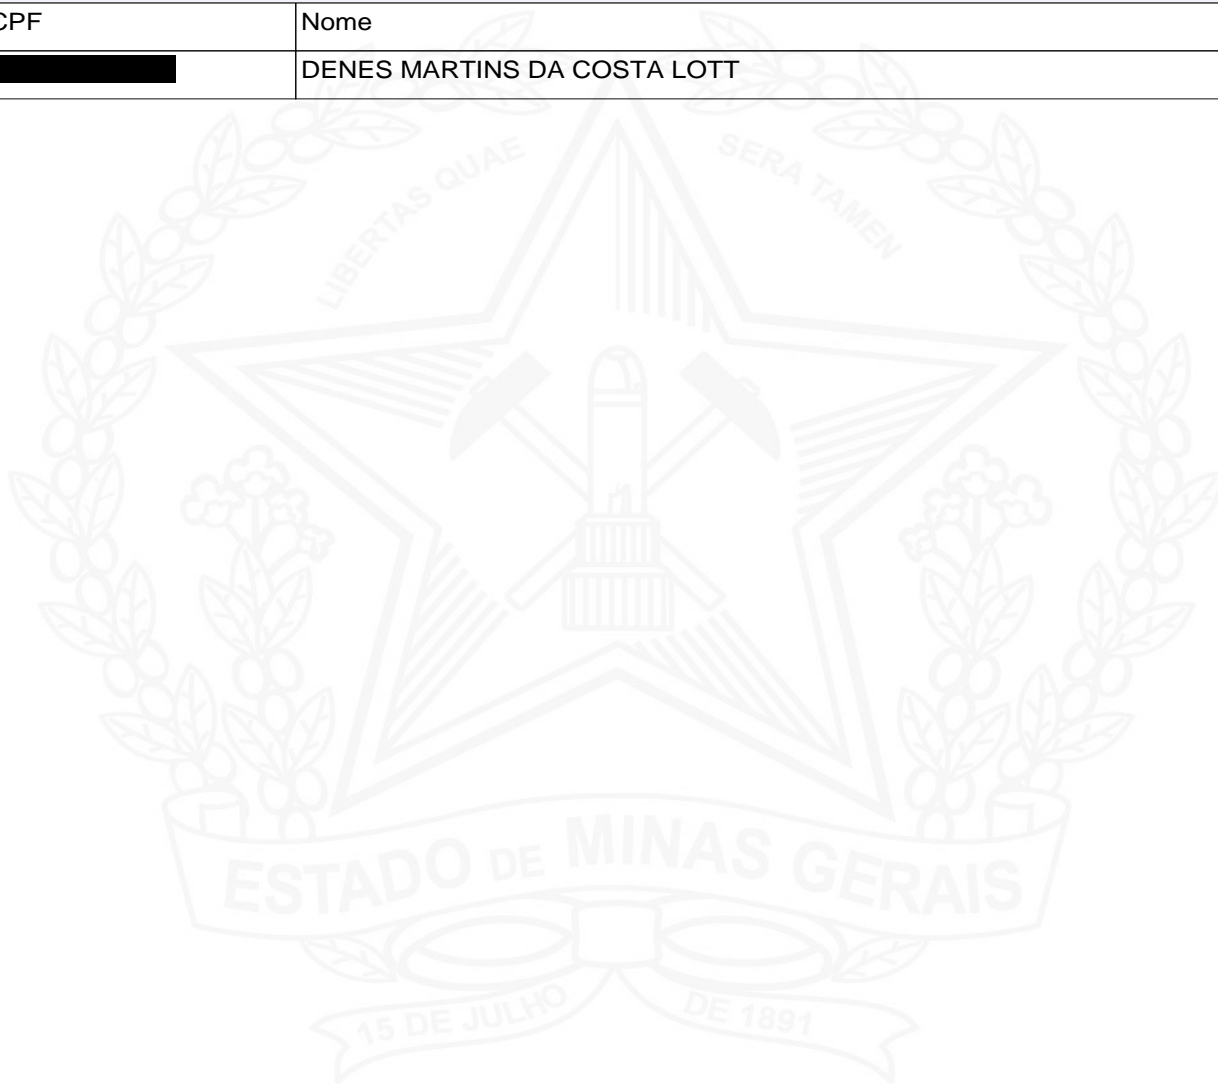 CPF Nome
DENES MARTINS DA COSTA LOTT
LIBERTAS QUAE SERA TAMEN
ESTADO DE MINAS GERAIS
15 DE JULHO DE 1891